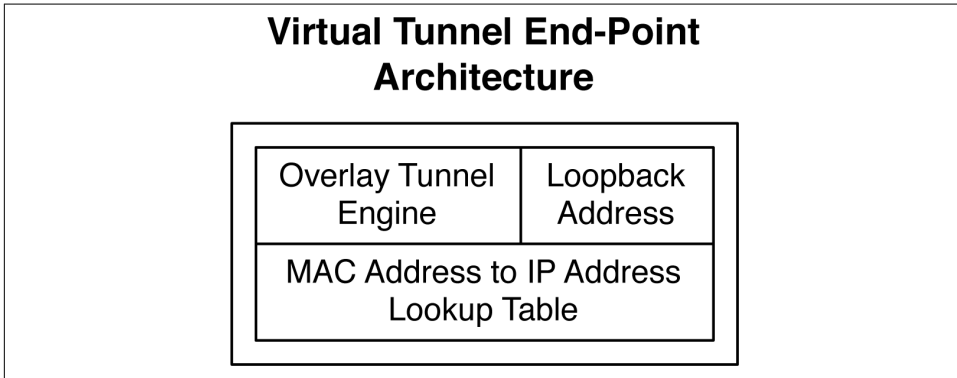 Virtual Tunnel End-Point
Architecture
Overlay Tunnel
Engine
Loopback
Address
MAC Address to IP Address
Lookup Table